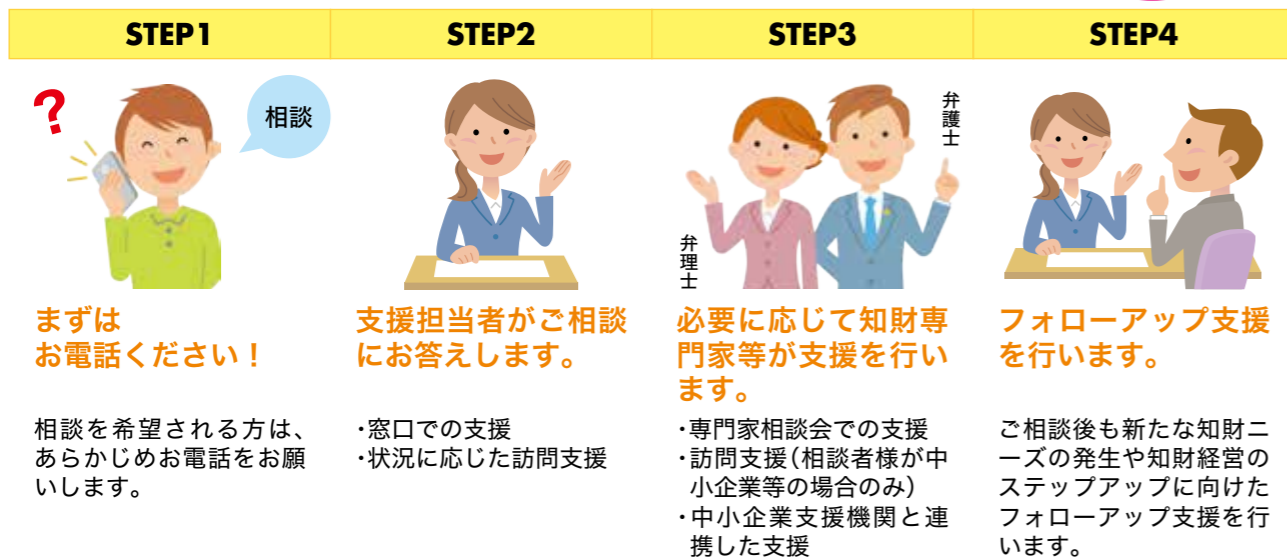 STEP1
STEP2
STEP3
STEP4
?
相談
弁護士
弁理士
まずは
お電話ください！
相談を希望される方は、
あらかじめお電話をお願
いします。
支援担当者がご相談
にお答えします。
・窓口での支援
・状況に応じた訪問支援
必要に応じて知財専
門家等が支援を行い
ます。
・専門家相談会での支援
・訪問支援（相談者様が中
小企業等の場合のみ）
・中小企業支援機関と連
携した支援
フォローアップ支援
を行います。
ご相談後も新たな知財ニ
ーズの発生や知財経営の
ステップアップに向けた
フォローアップ支援を行
います。